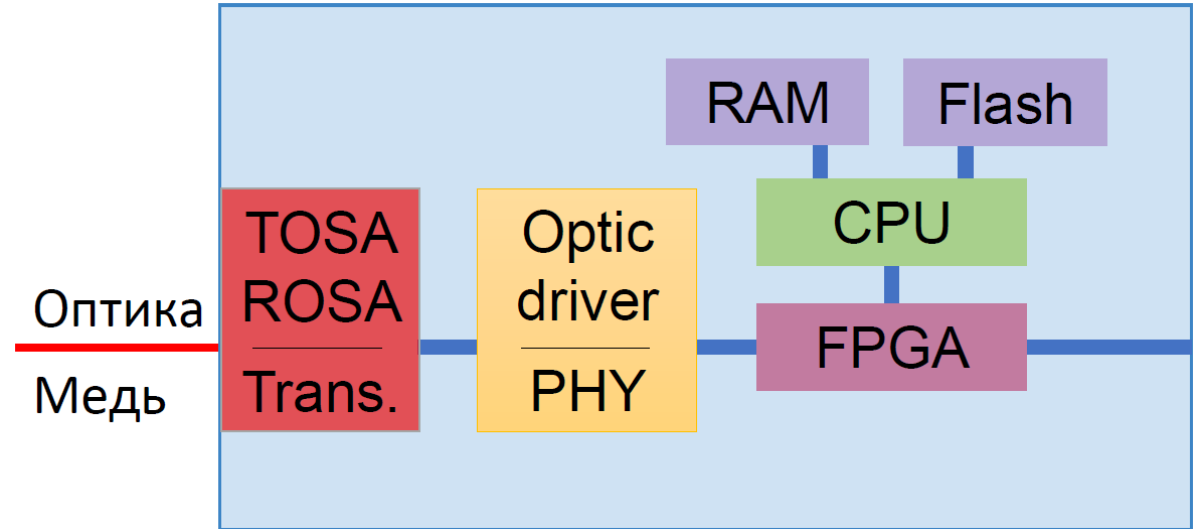 RAM
Flash
CPU
FPGA
TOSA
ROSA
Trans.
Optic
driver
PHY
Оптика
Медь